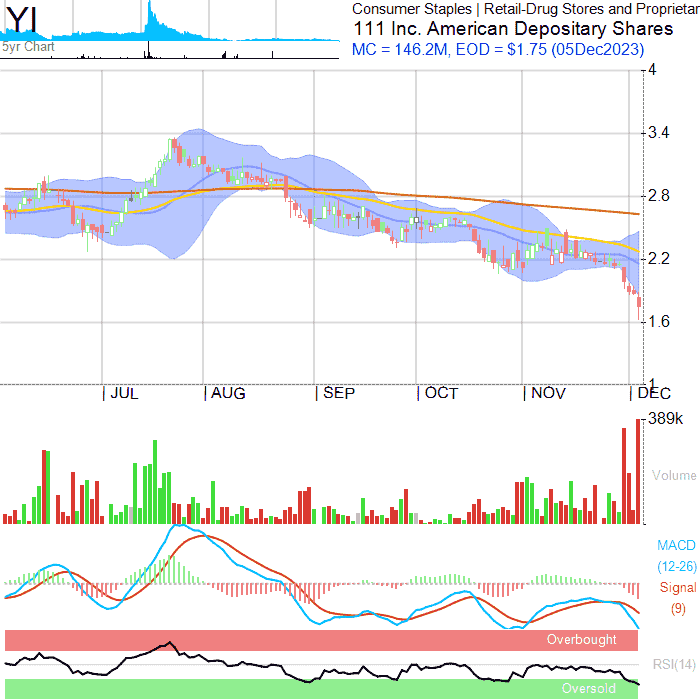 YI
5yr Chart
Consumer Staples | Retail-Drug Stores and Proprietar
111 Inc. American Depositary Shares
MC = 146.2M, EOD = $1.75 (05Dec2023)
4
3.4
2.8
2.2
1.6
1
JUL AUG SEP OCT NOV DEC
389k
Volume
MACD
(12-26)
Signal
(9)
Overbought
RSI(14)
Oversold